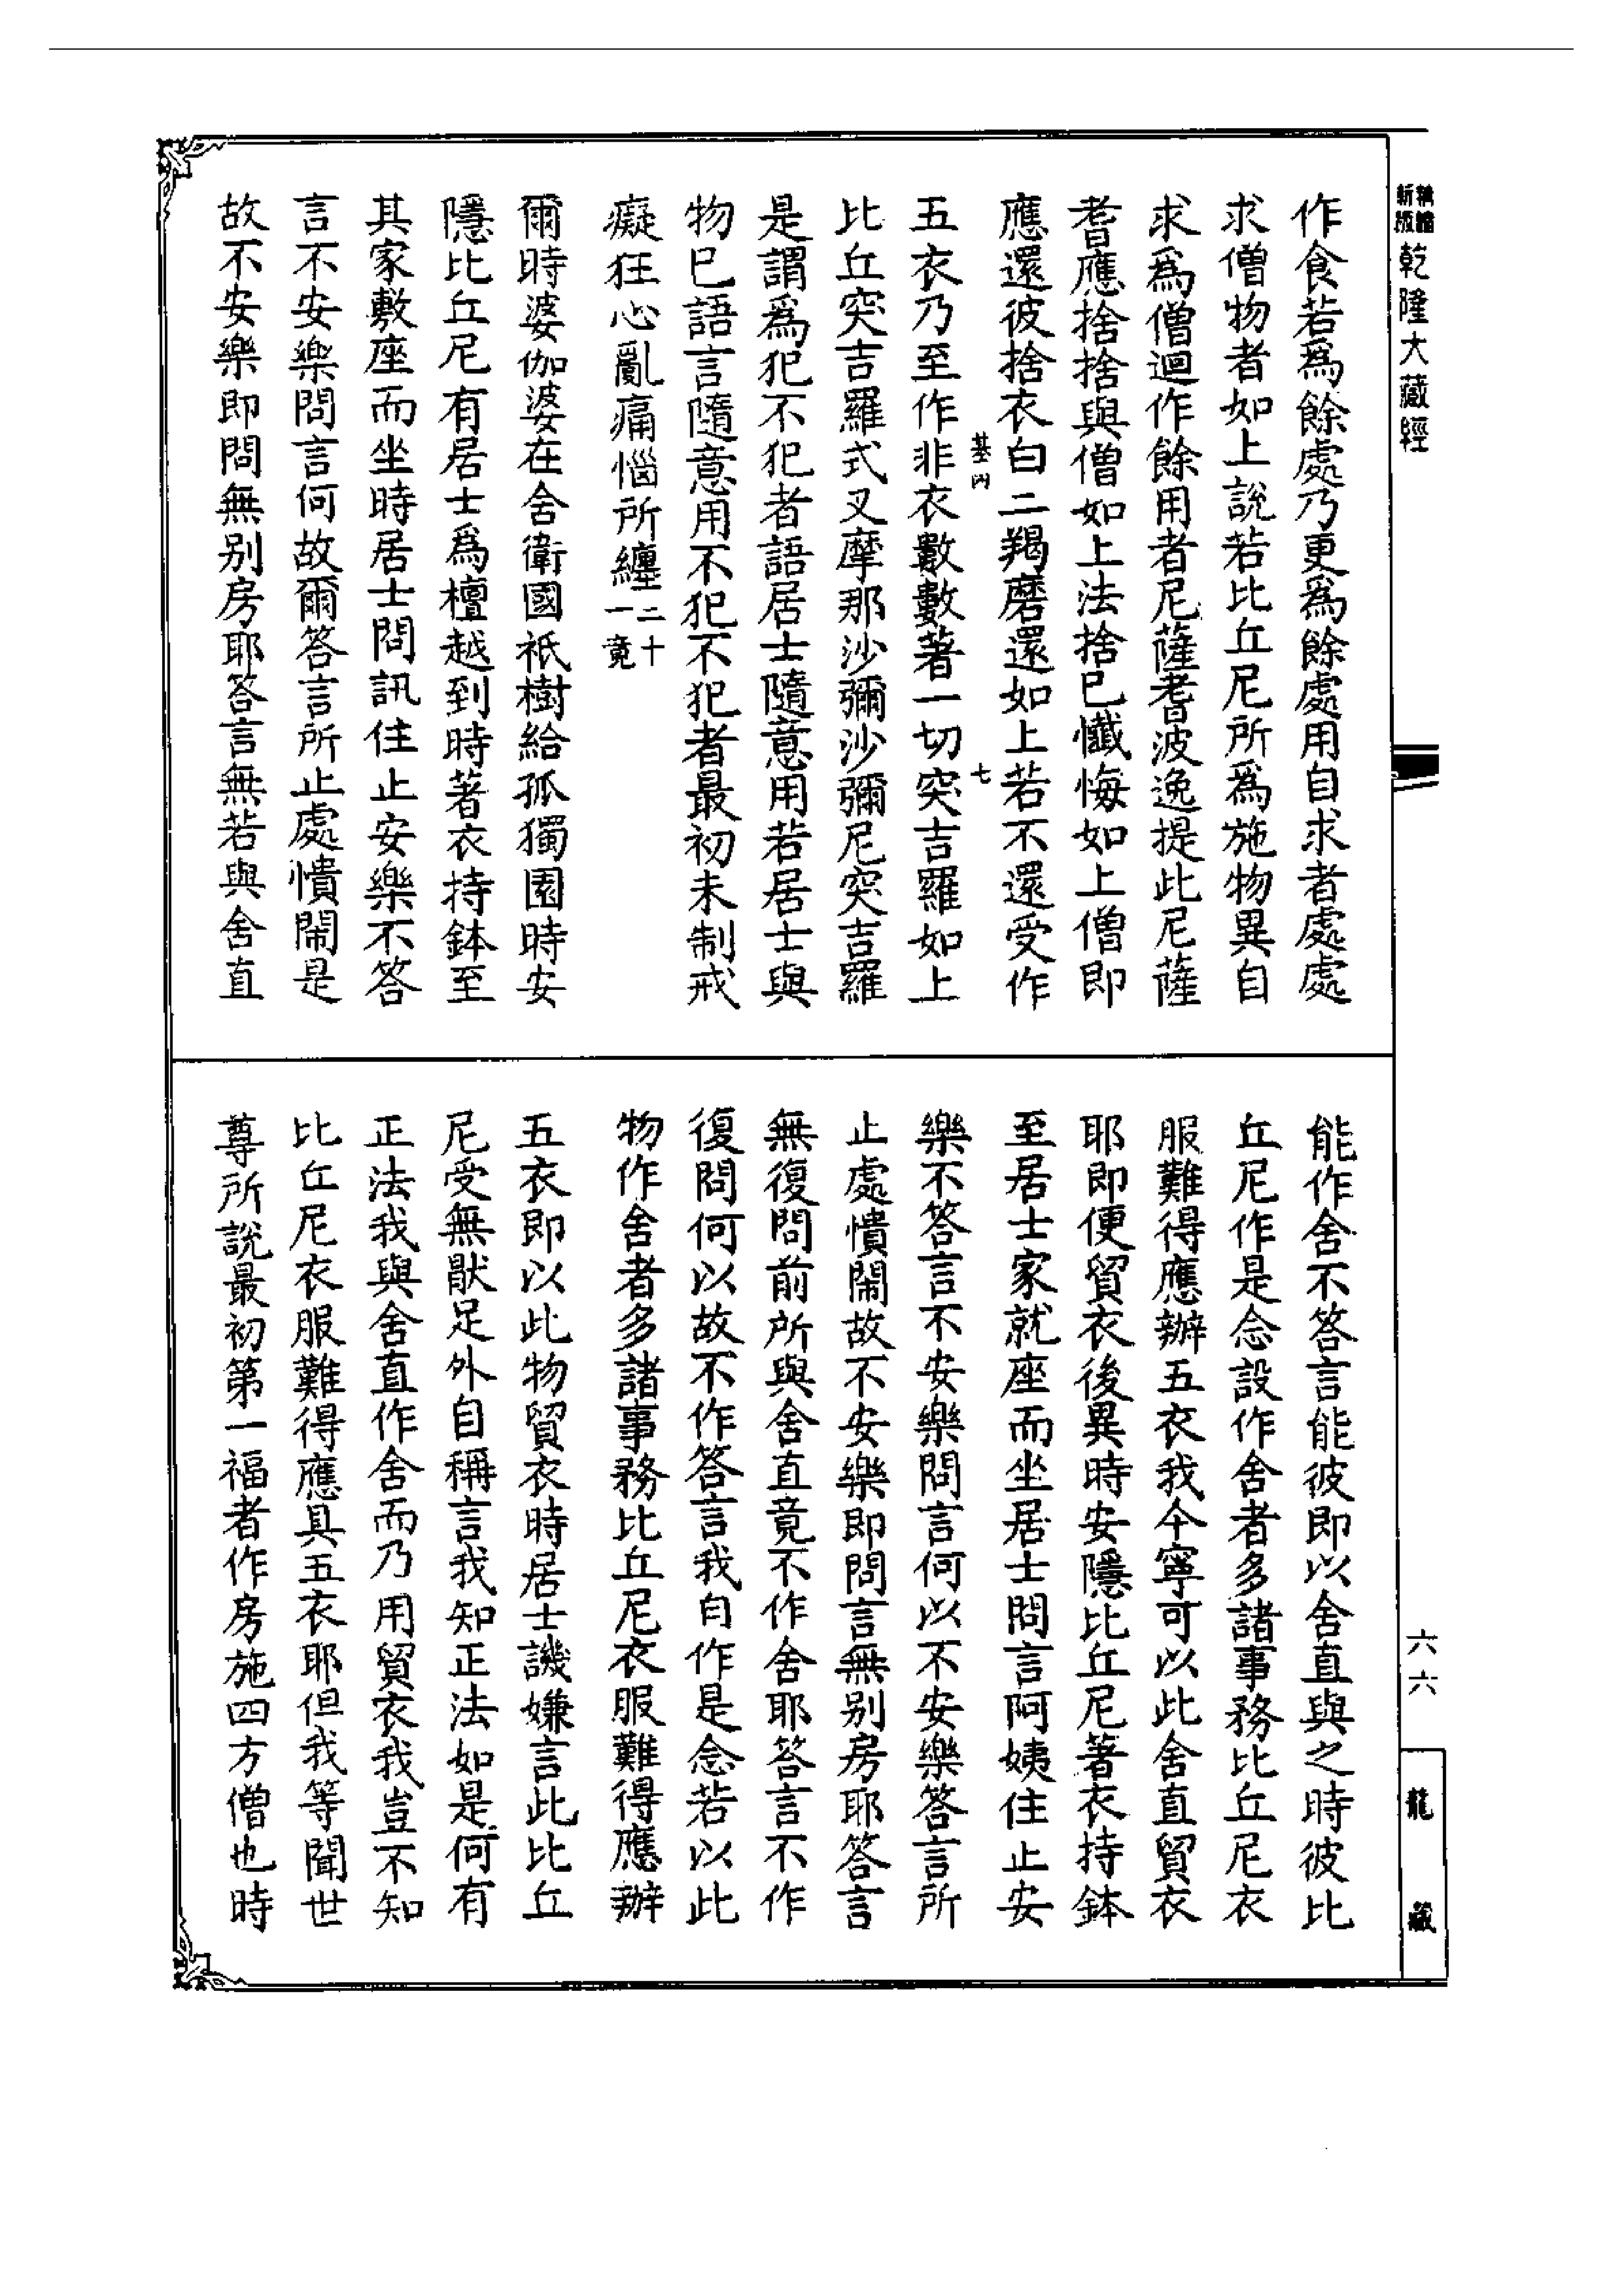 新版
乾隆大藏經
作食若爲餘處乃更爲餘處用自求者處處
求僧物者如上說若比丘尼所爲施物異自
求爲僧迴作餘用者尼薩耆波逸提此尼薩
耆應捨捨與僧如上法捨巳懺悔如上僧即
應還彼捨衣白二羯磨還如上若不還受作
基內 七
五衣乃至作非衣數數著一切突吉羅如上
比丘突吉羅式叉摩那沙彌沙彌尼突吉羅
是謂爲犯不犯者語居士隨意用若居士與
物巳語言隨意用不犯不犯者最初未制戒
癡狂心亂痛惱所纏二十一竟
爾時婆伽婆在舍衛國祇樹給孤獨園時安
隱比丘尼有居士爲檀越到時著衣持鉢至
其家敷座而坐時居士問訊住止安樂不答
言不安樂問言何故爾答言所止處憒鬧是
故不安樂即問無别房耶答言無若與舍直
能作舍不答言能彼即以舍直與之時彼比
丘尼作是念設作舍者多諸事務比丘尼衣
服難得應辦五衣我今寧可以此舍直貿衣
耶即便貿衣後異時安隱比丘尼著衣持鉢
至居士家就座而坐居士問言阿姨住止安
樂不答言不安樂問言何以不安樂答言所
止處憒鬧故不安樂即問言無别房耶答言
無復問前所與舍直竟不作舍耶答言不作
復問何以故不作答言我自作是念若以此
物作舍者多諸事務比丘尼衣服難得應辦
五衣即以此物貿衣時居士譏嫌言此比丘
尼受無猒足外自稱言我知正法如是何有
正法我與舍直作舍而乃用貿衣我豈不知
比丘尼衣服難得應具五衣耶但我等聞世
尊所說最初第一福者作房施四方僧也時
六六
龍藏